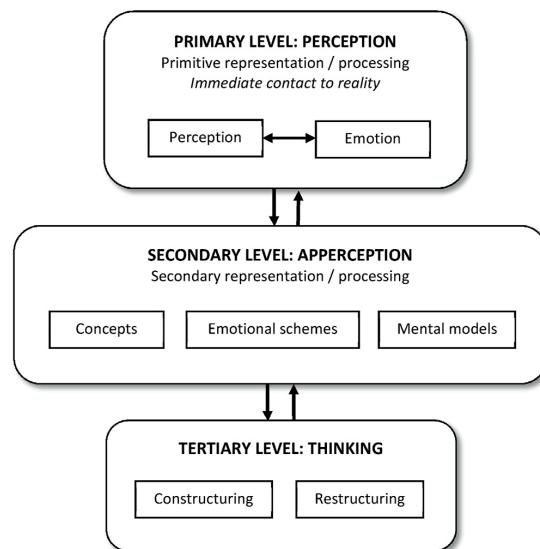 PRIMARY LEVEL: PERCEPTION
Primitive representation / processing
Immediate contact to reality
Perception
Emotion
SECONDARY LEVEL: APPERCEPTION
Secondary representation / processing
Concepts
Emotional schemes
Mental models
TERTIARY LEVEL: THINKING
Constructuring
Restructuring